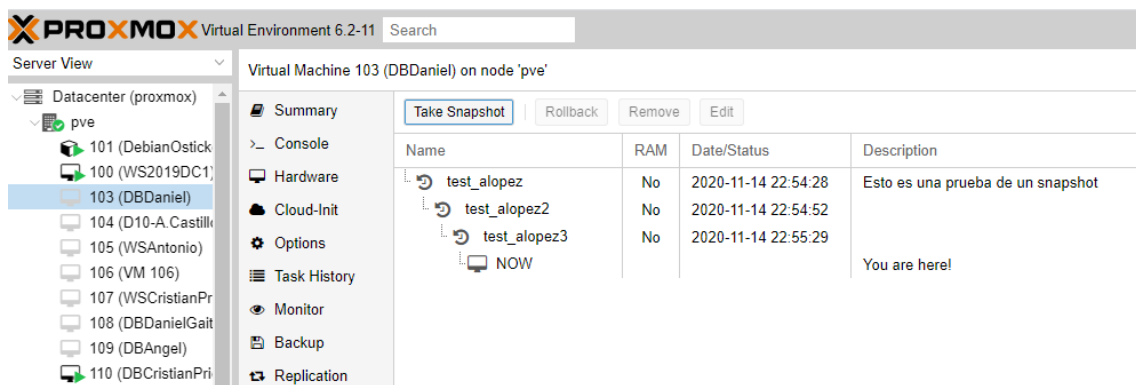 PROXMOX Virtual Environment 6.2-11 Search
Server View
Datacenter (proxmox)
pve
101 (DebianOstick
100 (WS2019DC1)
103 (DBDaniel)
104 (D10-A.Castill
105 (WSAntonio)
106 (VM 106)
107 (WSCristianPr
108 (DBDanielGait
109 (DBAngel)
110 (DBCristianPri
Virtual Machine 103 (DBDaniel) on node 'pve'
Summary
Console
Hardware
Cloud-Init
Options
Task History
Monitor
Backup
Replication
Take Snapshot Rollback Remove Edit
Name RAM Date/Status Description
test_alopez No 2020-11-14 22:54:28 Esto es una prueba de un snapshot
test_alopez2 No 2020-11-14 22:54:52
test_alopez3 No 2020-11-14 22:55:29
NOW You are here!